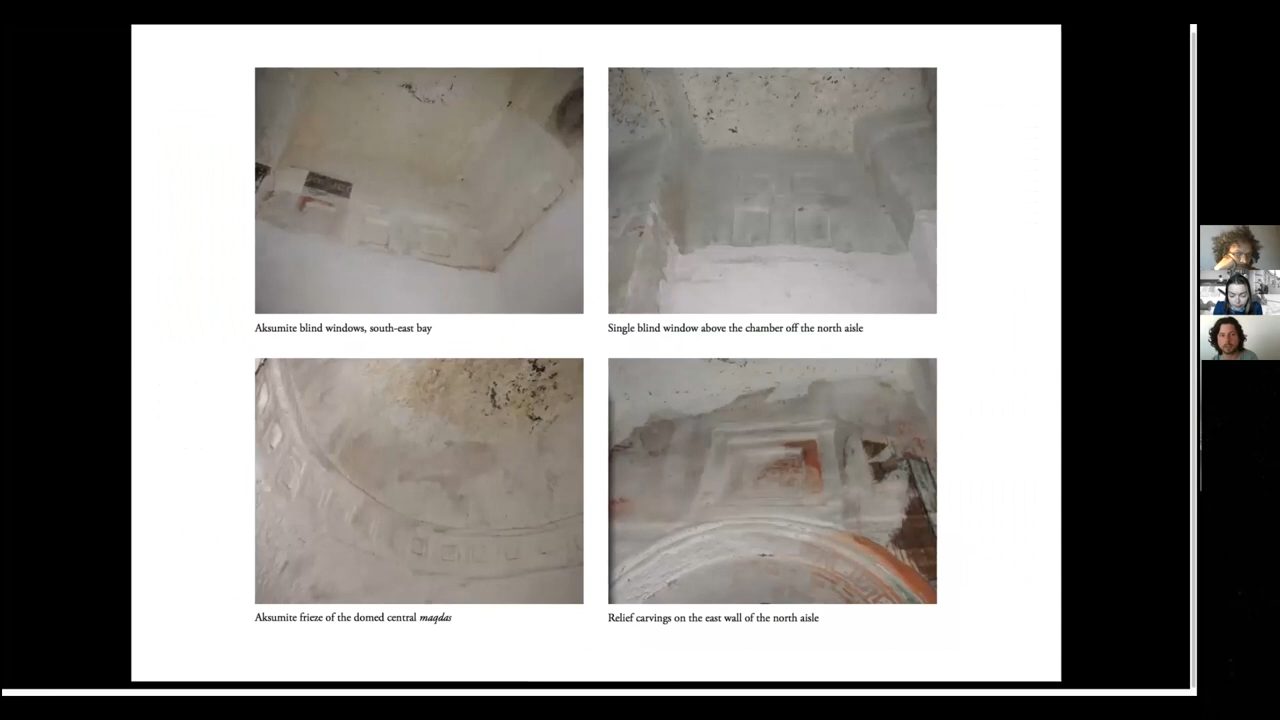 Aksumite blind windows, south-east bay
Single blind window above the chamber off the north aisle
Aksumite frieze of the domed central maqdas
Relief carvings on the east wall of the north aisle